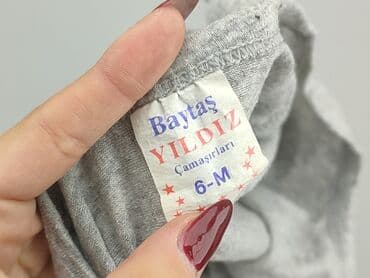 Baytaş
YILDIZ
Çamaşırları
6-M